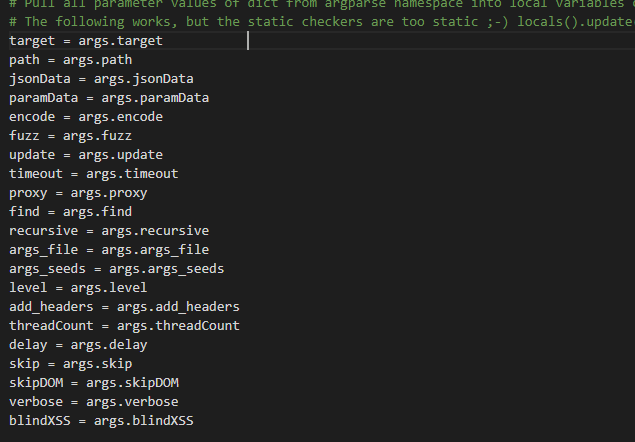 # Pull all parameter values of dict from argparse namespace into local variables
# The following works, but the static checkers are too static ;-) locals().update(
target = args.target
path = args.path
jsonData = args.jsonData
paramData = args.paramData
encode = args.encode
fuzz = args.fuzz
update = args.update
timeout = args.timeout
proxy = args.proxy
find = args.find
recursive = args.recursive
args_file = args.args_file
args_seeds = args.args_seeds
level = args.level
add_headers = args.add_headers
threadCount = args.threadCount
delay = args.delay
skip = args.skip
skipDOM = args.skipDOM
verbose = args.verbose
blindXSS = args.blindXSS